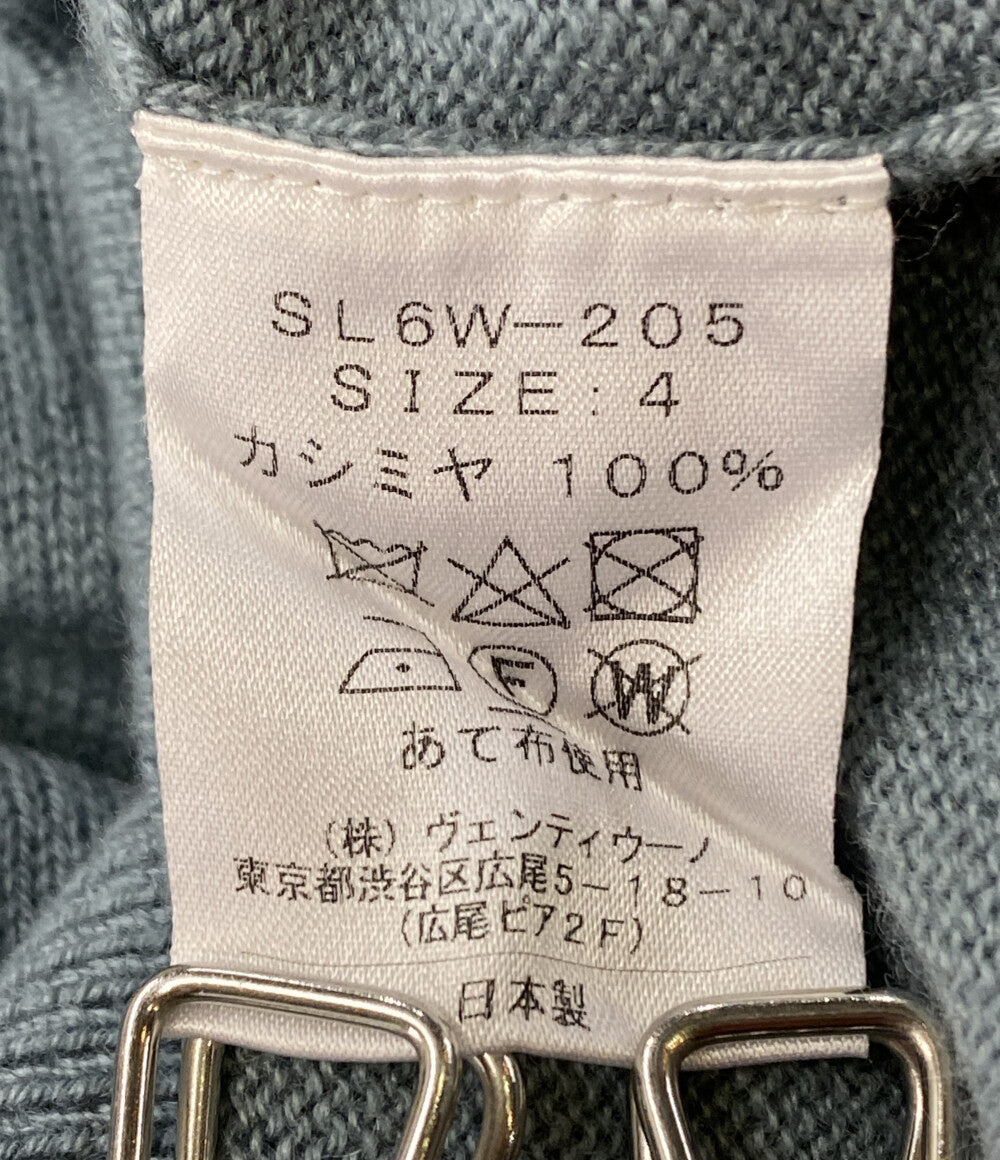 SL6W-205
SIZE:4
カシミヤ 100%
F W
あて布使用
(株) ヴェンティウーノ
東京都渋谷区広尾5-18-10
(広尾ピア2F)
日本製